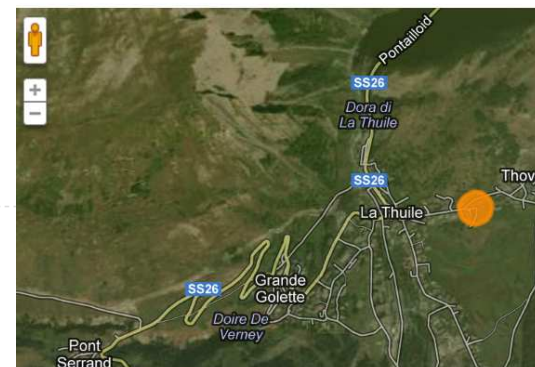 Pontailloid
SS26
Dora di
La Thuile
SS26
Thov
La Thuile
Grande
Golette
SS26
Doire De
Verney
Pont
Serrand